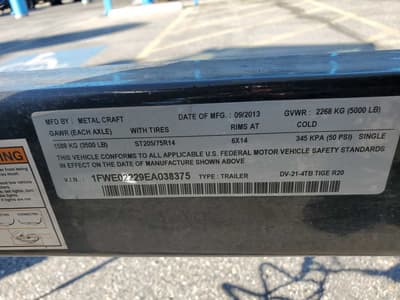 MFD BY : METAL CRAFT DATE OF MFG. : 09/2013 GVWR : 2268 KG (5000 LB)
GAWR (EACH AXLE) WITH TIRES RIMS AT COLD
1588 KG (3500 LB) ST205/75R14 6X14 345 KPA (50 PSI) SINGLE
THIS VEHICLE CONFORMS TO ALL APPLICABLE U.S. FEDERAL MOTOR VEHICLE SAFETY STANDARDS
IN EFFECT ON THE DATE OF MANUFACTURE SHOWN ABOVE.
V.I.N. : 1FWE02229EA038375 TYPE : TRAILER DV-21-4TB TIGE R20